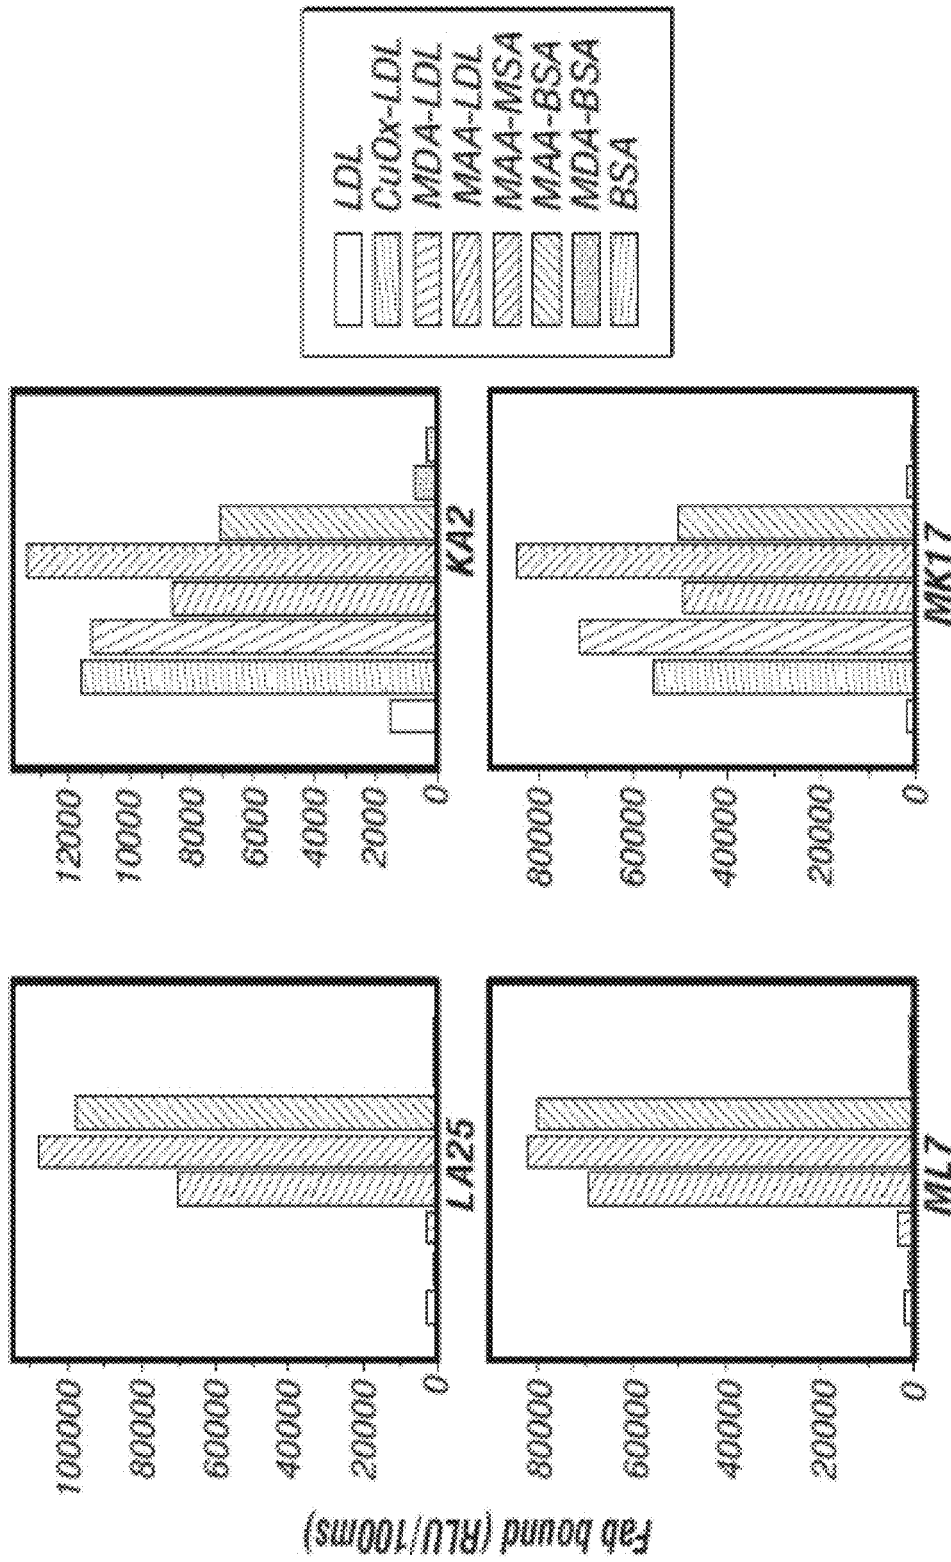 Fab bound (RLU/100ms)
100000
80000
60000
40000
20000
0
LA25
12000
10000
8000
6000
4000
2000
0
KA2
80000
60000
40000
20000
0
ML7
80000
60000
40000
20000
0
MK17
LDL
CuOx-LDL
MDA-LDL
MAA-LDL
MAA-MSA
MAA-BSA
MDA-BSA
BSA